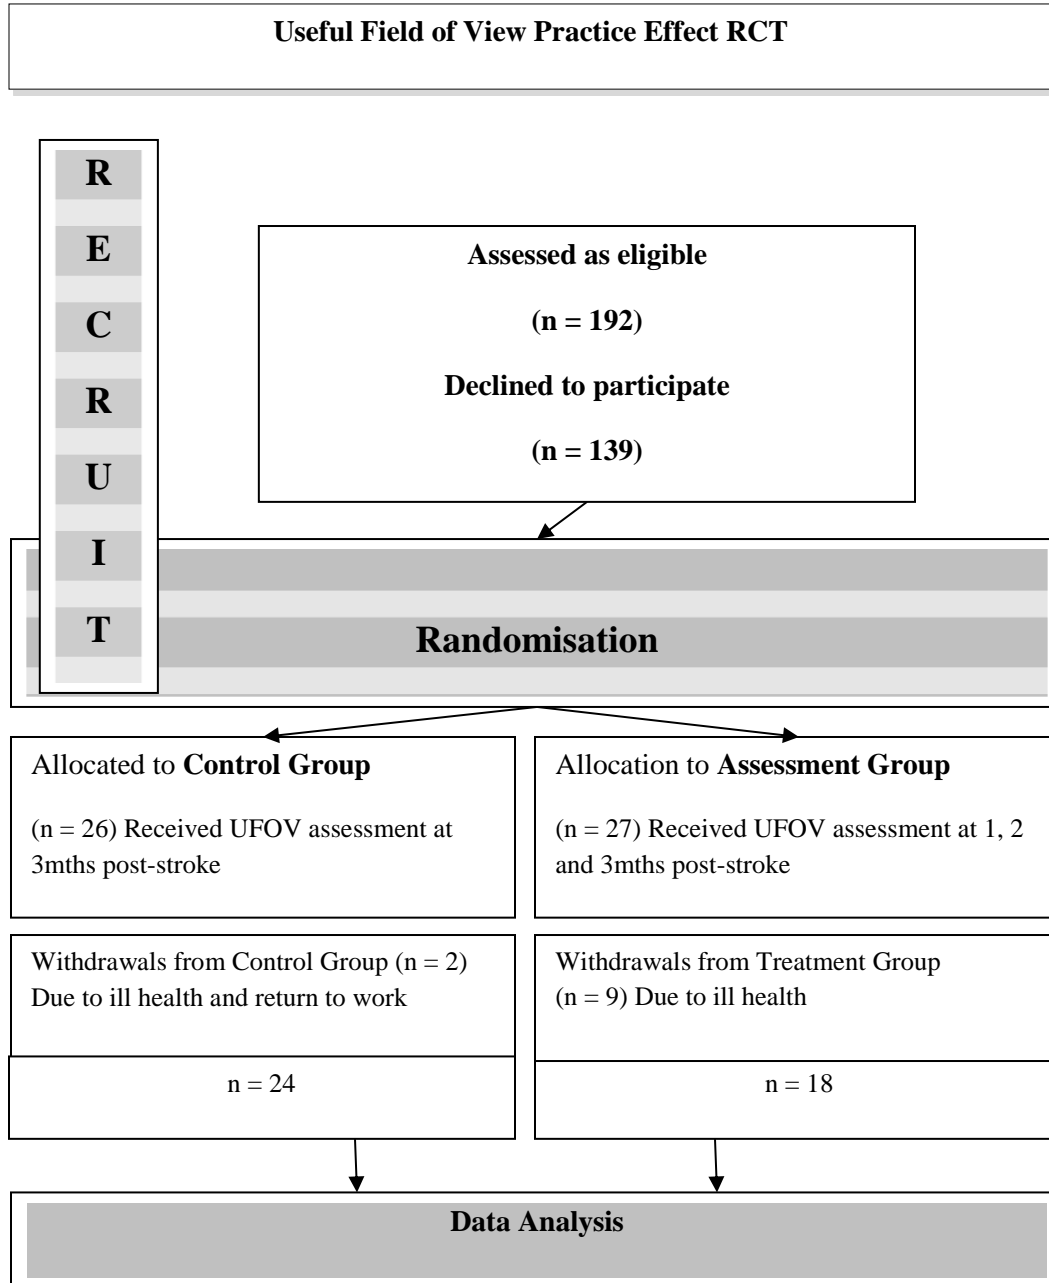 Useful Field of View Practice Effect RCT
R
E
C
R
U
I
T
Assessed as eligible
(n = 192)
Declined to participate
(n = 139)
Randomisation
Allocated to Control Group
(n = 26) Received UFOV assessment at
3mths post-stroke
Allocation to Assessment Group
(n = 27) Received UFOV assessment at 1, 2
and 3mths post-stroke
Withdrawals from Control Group (n = 2)
Due to ill health and return to work
n = 24
Withdrawals from Treatment Group
(n = 9) Due to ill health
n = 18
Data Analysis